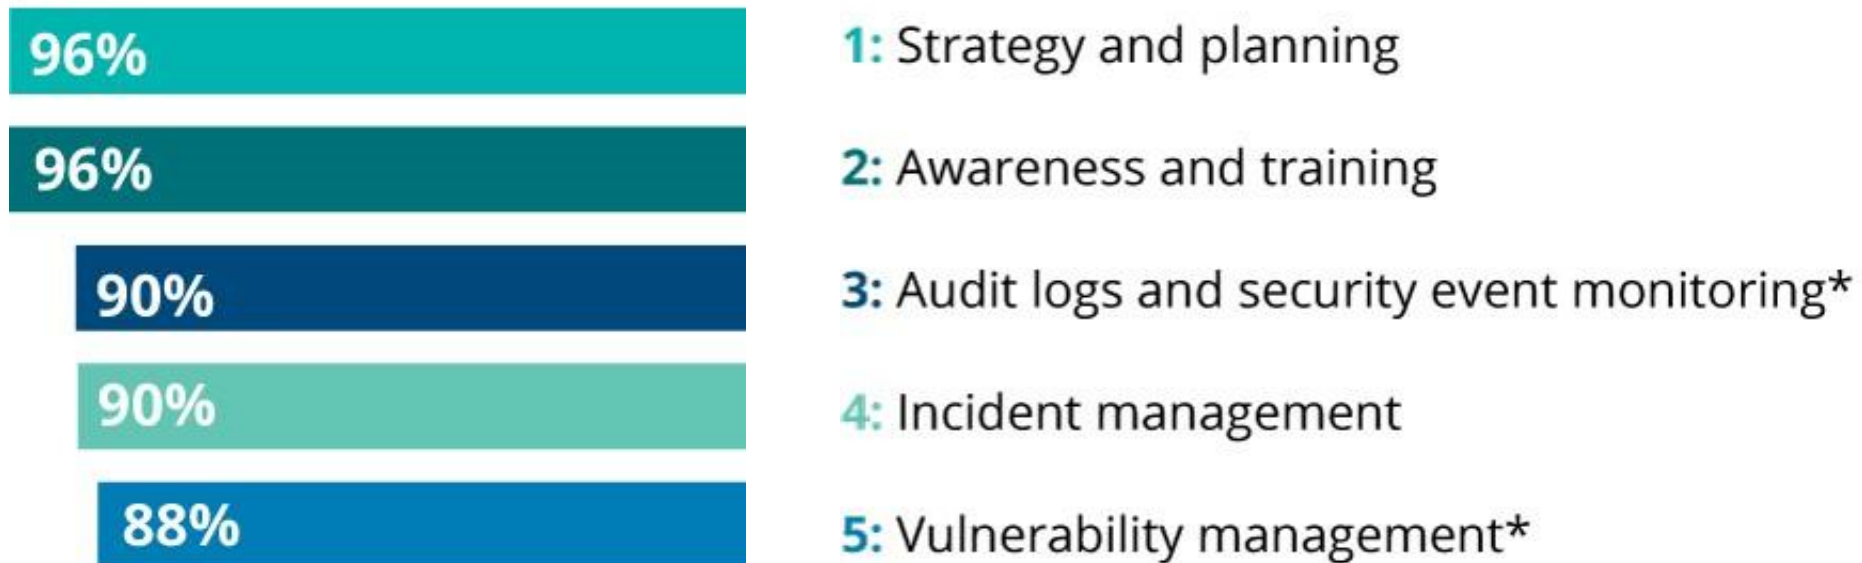 96% 1: Strategy and planning
96% 2: Awareness and training
90% 3: Audit logs and security event monitoring*
90% 4: Incident management
88% 5: Vulnerability management*